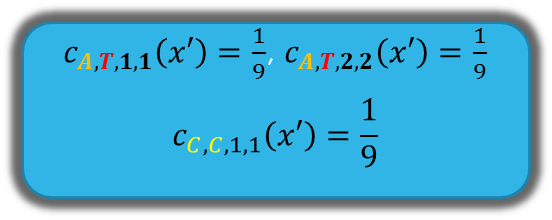 c_{A,T,1,1}(x′) = 1/9, c_{A,T,2,2}(x′) = 1/9
c_{C,C,1,1}(x′) = 1/9